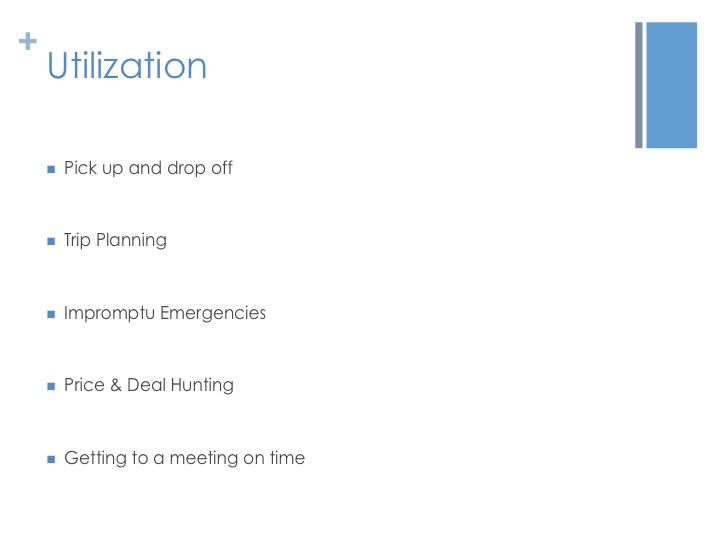 +
Utilization
Pick up and drop off
Trip Planning
Impromptu Emergencies
Price & Deal Hunting
Getting to a meeting on time